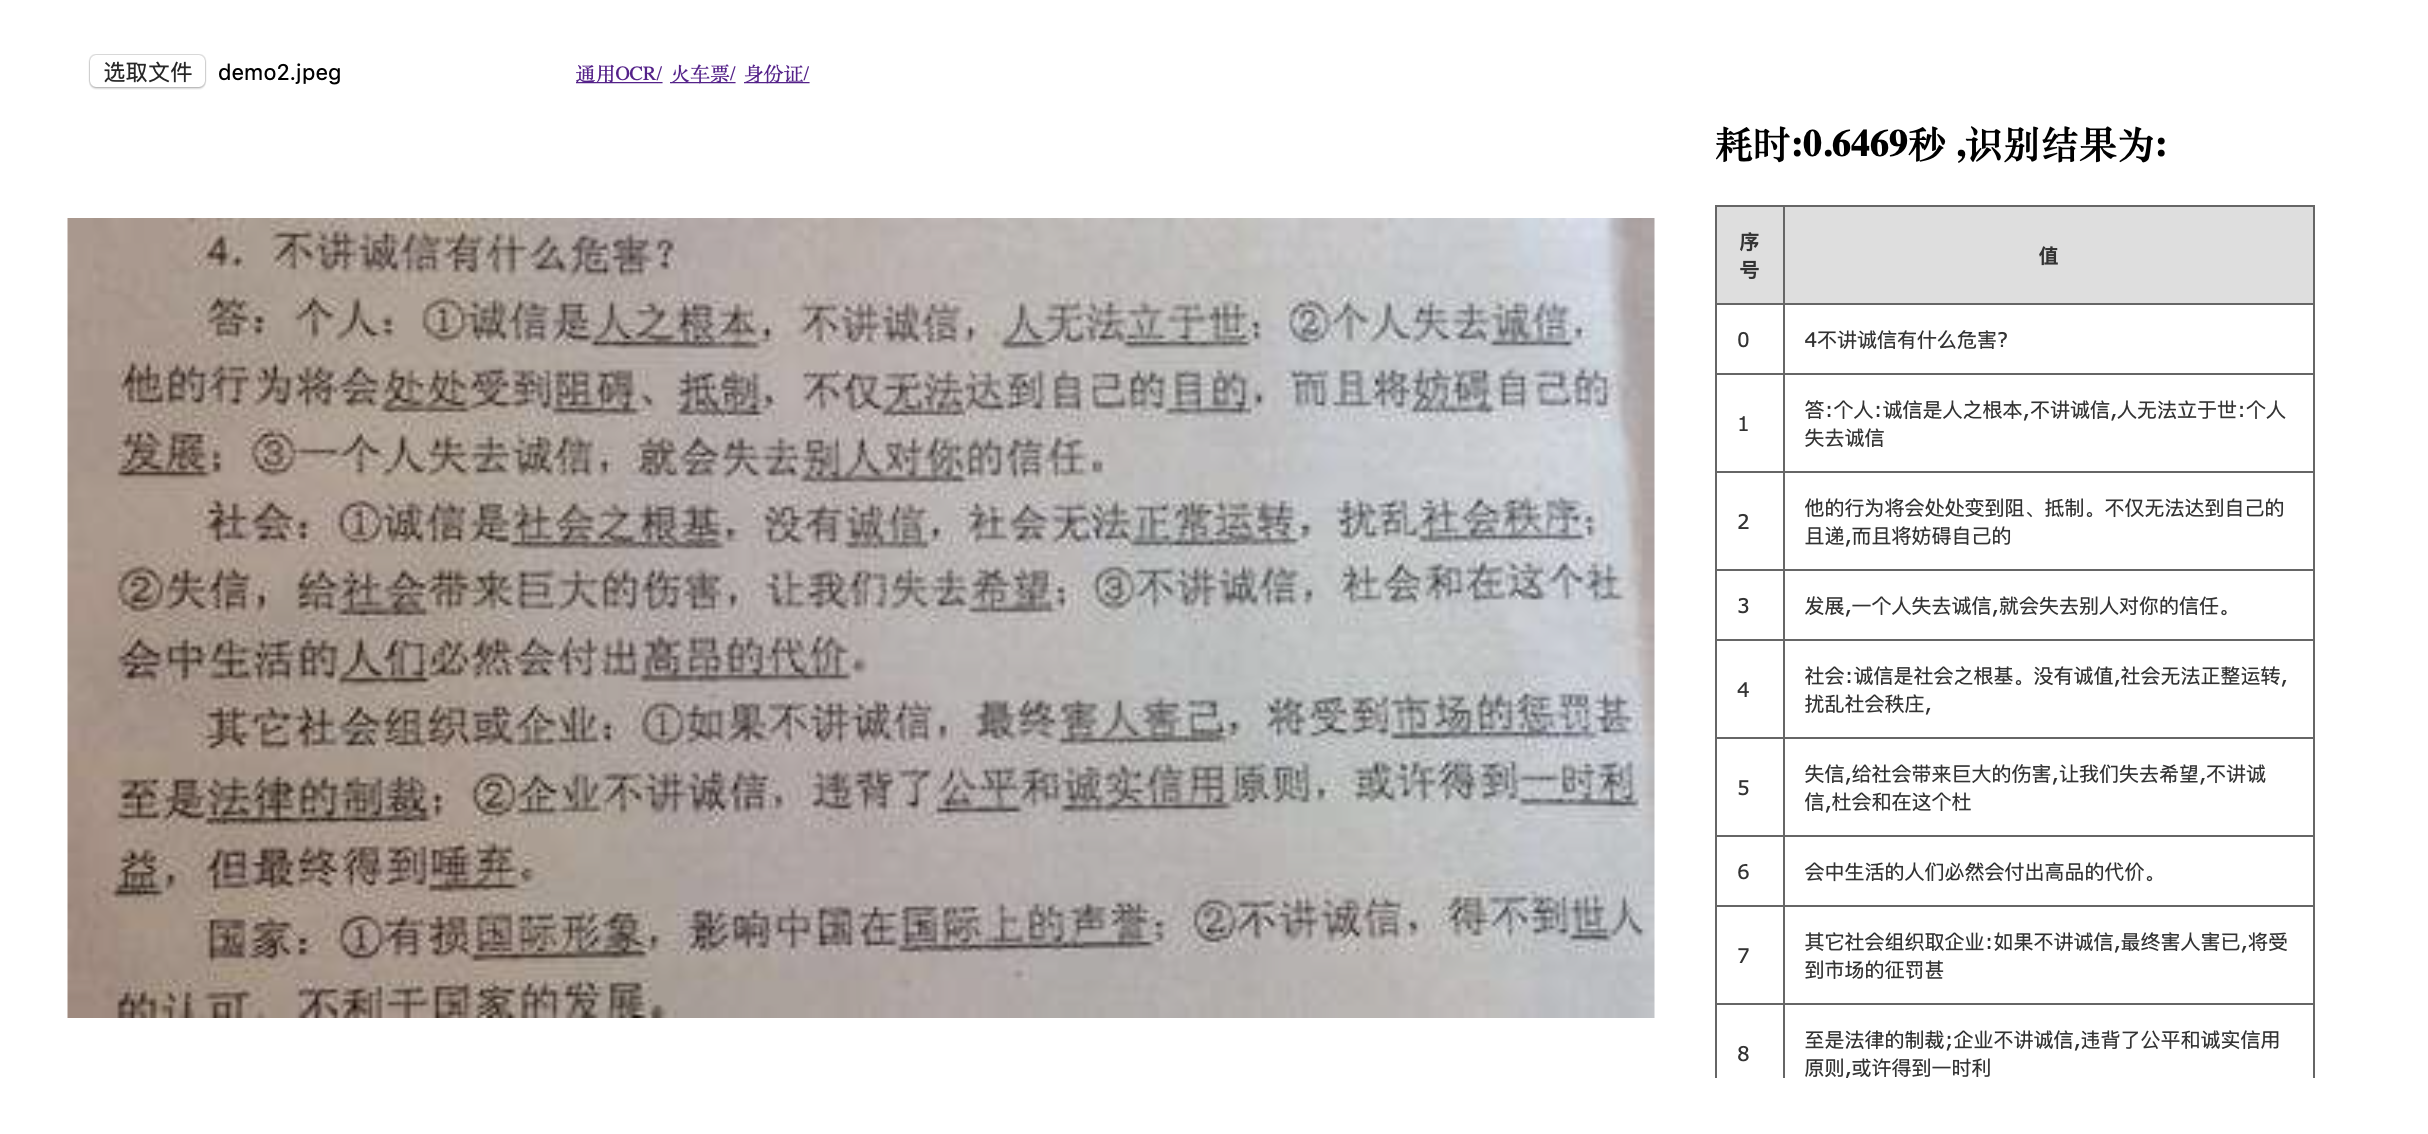 选取文件 demo2.jpeg 通用OCR/ 火车票/ 身份证/
耗时:0.6469秒 ,识别结果为:
4. 不讲诚信有什么危害?
答：个人：①诚信是人之根本，不讲诚信，人无法立于世；②个人失去诚信，
他的行为将会处处受到阻碍、抵制，不仅无法达到自己的目的，而且将妨碍自己的
发展；③一个人失去诚信，就会失去别人对你的信任。
社会：①诚信是社会之根基，没有诚信，社会无法正常运转，扰乱社会秩序；
②失信，给社会带来巨大的伤害，让我们失去希望；③不讲诚信，社会和在这个社
会中生活的人们必然会付出高昂的代价。
其它社会组织或企业：①如果不讲诚信，最终害人害己，将受到市场的惩罚甚
至是法律的制裁；②企业不讲诚信，违背了公平和诚实信用原则，或许得到一时利
益，但最终得到唾弃。
国家：①有损国际形象，影响中国在国际上的声誉；②不讲诚信，得不到世人
的认可，不利于国家的发展。
序
号
值
0
4不讲诚信有什么危害?
1
答:个人:诚信是人之根本,不讲诚信,人无法立于世:个人
失去诚信
2
他的行为将会处处变到阻、抵制。不仅无法达到自己的
且递,而且将妨碍自己的
3
发展,一个人失去诚信,就会失去别人对你的信任。
4
社会:诚信是社会之根基。没有诚值,社会无法正整运转,
扰乱社会秩庄,
5
失信,给社会带来巨大的伤害,让我们失去希望,不讲诚
信,杜会和在这个杜
6
会中生活的人们必然会付出高品的代价。
7
其它社会组织取企业:如果不讲诚信,最终害人害已,将受
到市场的征罚甚
8
至是法律的制裁;企业不讲诚信,违背了公平和诚实信用
原则,或许得到一时利